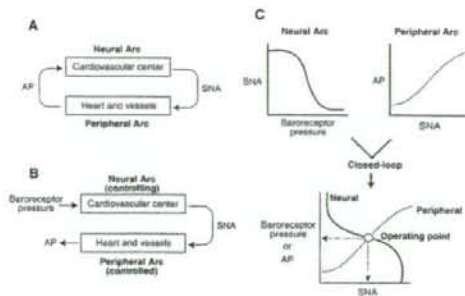 A
Neural Arc
Cardiovascular center
AP
SNA
Heart and vessels
Peripheral Arc
B
Neural Arc
(controlling)
Baroreceptor
pressure
Cardiovascular center
SNA
AP
Heart and vessels
Peripheral Arc
(controlled)
C
Neural Arc
SNA
Baroreceptor
pressure
Peripheral Arc
AP
SNA
Closed-loop
Neural
Peripheral
Baroreceptor
pressure
or
AP
Operating point
SNA